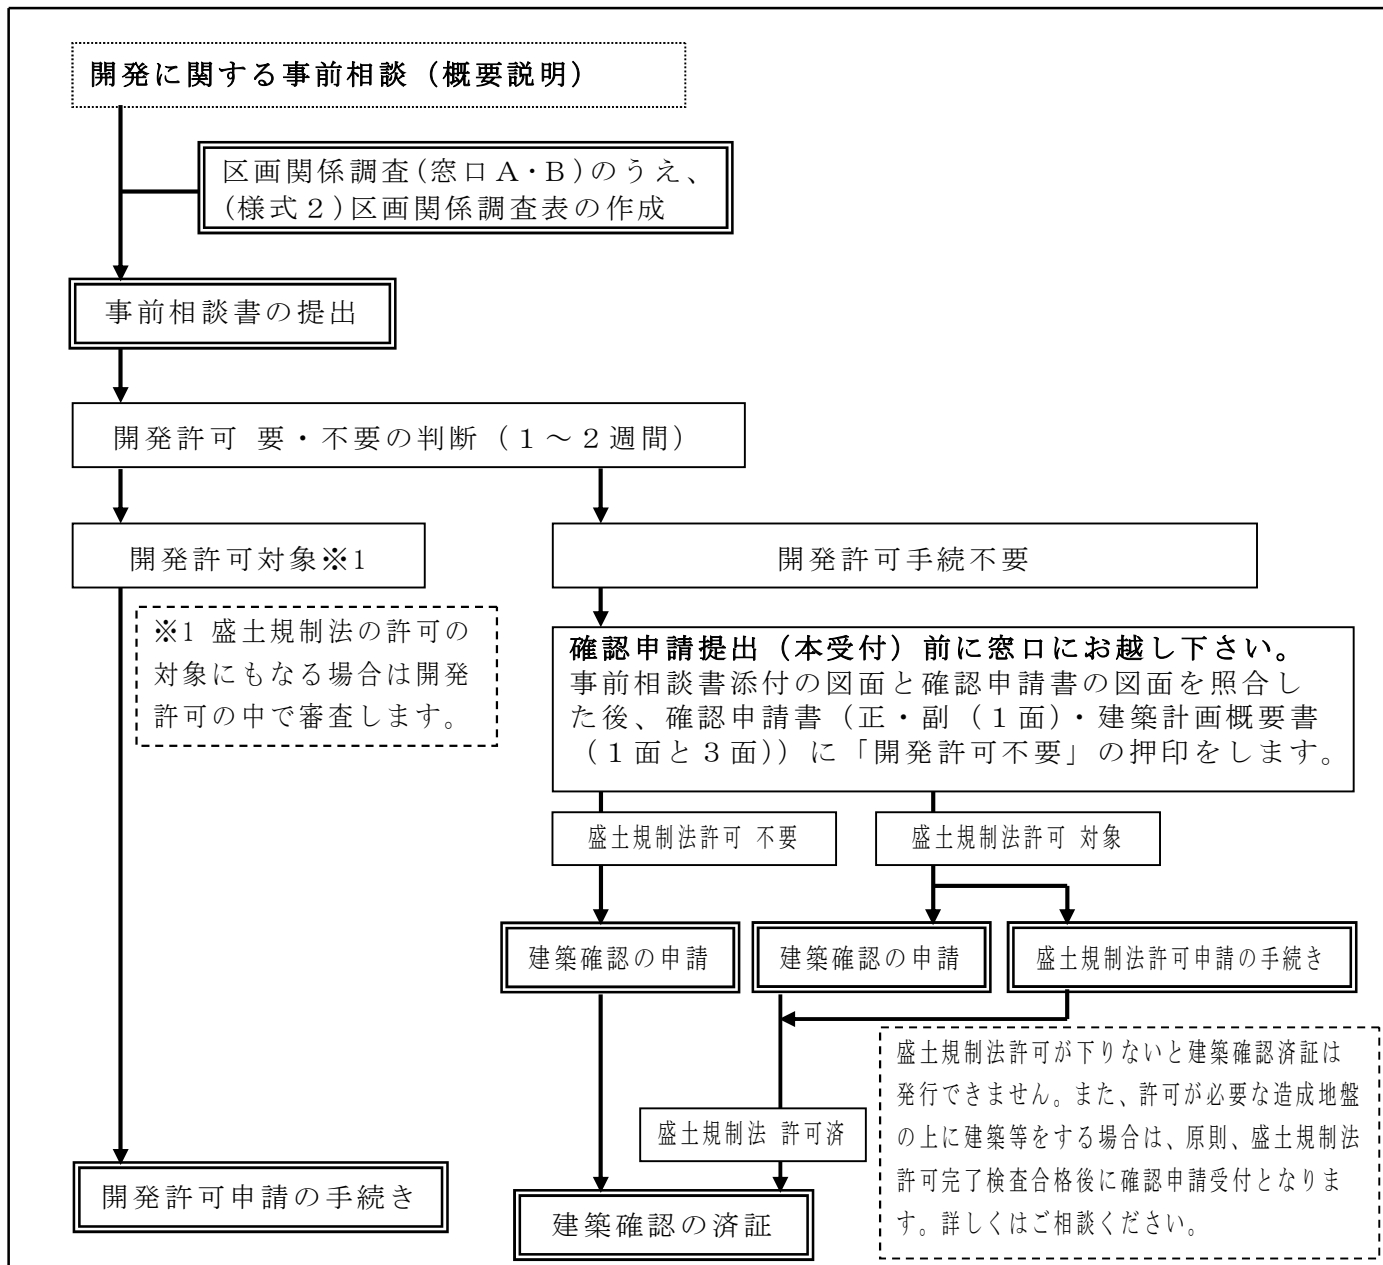 開発に関する事前相談（概要説明）
区画関係調査(窓口Ａ・Ｂ)のうえ、
(様式２)区画関係調査表の作成
事前相談書の提出
開発許可 要・不要の判断（１～２週間）
開発許可対象※1
開発許可手続不要
※1 盛土規制法の許可の
対象にもなる場合は開発
許可の中で審査します。
確認申請提出（本受付）前に窓口にお越し下さい。
事前相談書添付の図面と確認申請書の図面を照合し
た後、確認申請書（正・副（１面)・建築計画概要書
（１面と３面)）に「開発許可不要」の押印をします。
盛土規制法許可 不要
盛土規制法許可 対象
建築確認の申請
建築確認の申請
盛土規制法許可申請の手続き
盛土規制法許可が下りないと建築確認済証は
発行できません。また、許可が必要な造成地盤
の上に建築等をする場合は、原則、盛土規制法
許可完了検査合格後に確認申請受付となりま
す。詳しくはご相談ください。
盛土規制法 許可済
開発許可申請の手続き
建築確認の済証